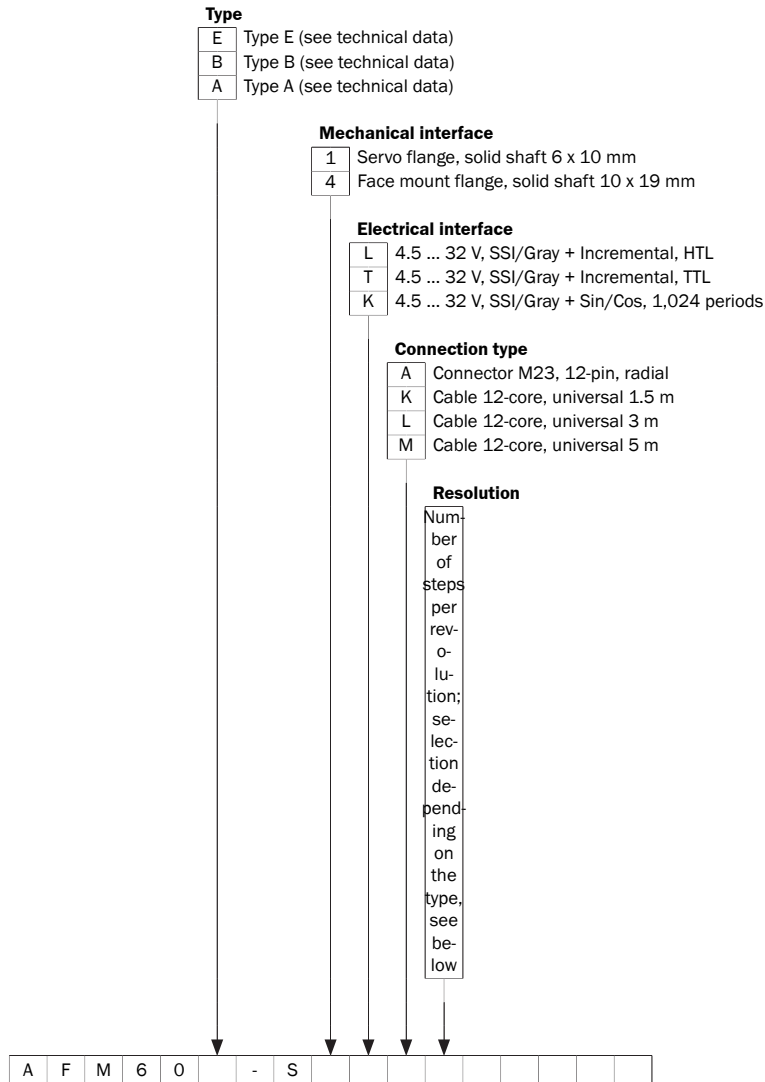 Type
E Type E (see technical data)
B Type B (see technical data)
A Type A (see technical data)
Mechanical interface
1 Servo flange, solid shaft 6 x 10 mm
4 Face mount flange, solid shaft 10 x 19 mm
Electrical interface
L 4.5 ... 32 V, SSI/Gray + Incremental, HTL
T 4.5 ... 32 V, SSI/Gray + Incremental, TTL
K 4.5 ... 32 V, SSI/Gray + Sin/Cos, 1,024 periods
Connection type
A Connector M23, 12-pin, radial
K Cable 12-core, universal 1.5 m
L Cable 12-core, universal 3 m
M Cable 12-core, universal 5 m
Resolution
Num-
ber
of
steps
per
rev-
o-
lu-
tion;
se-
lec-
tion
de-
pend-
ing
on
the
type,
see
be-
low
A F M 6 0 - S